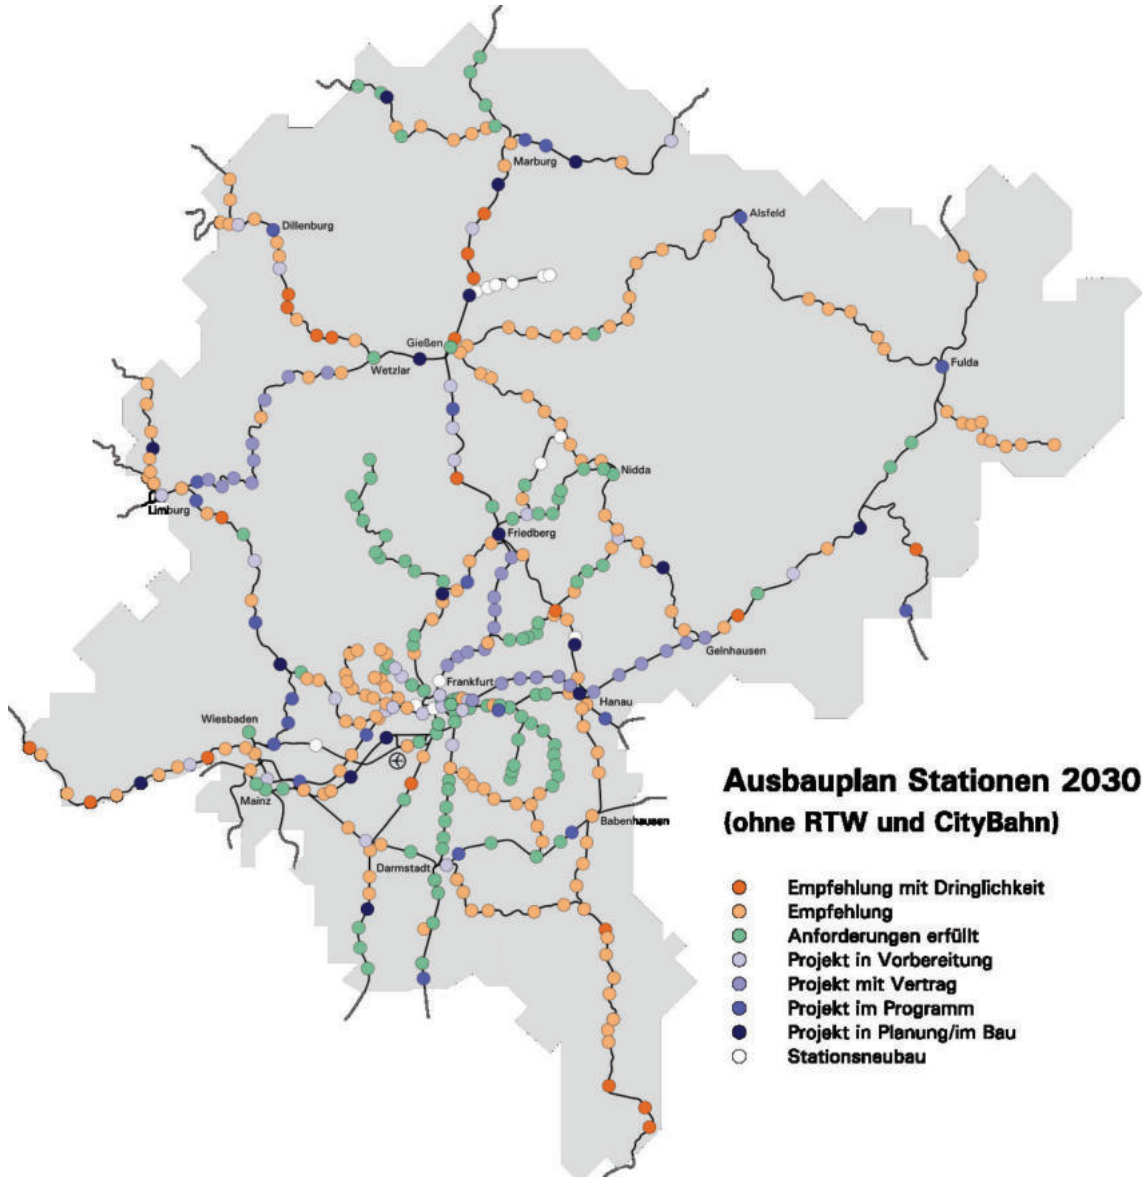 Marburg
Alsfeld
Dillenburg
Gießen
Wetzlar
Fulda
Nidda
Limburg
Friedberg
Gelnhausen
Frankfurt
Hanau
Wiesbaden
Mainz
Babenhausen
Darmstadt
Ausbauplan Stationen 2030
(ohne RTW und CityBahn)
Empfehlung mit Dringlichkeit
Empfehlung
Anforderungen erfüllt
Projekt in Vorbereitung
Projekt mit Vertrag
Projekt im Programm
Projekt in Planung/im Bau
Stationsneubau